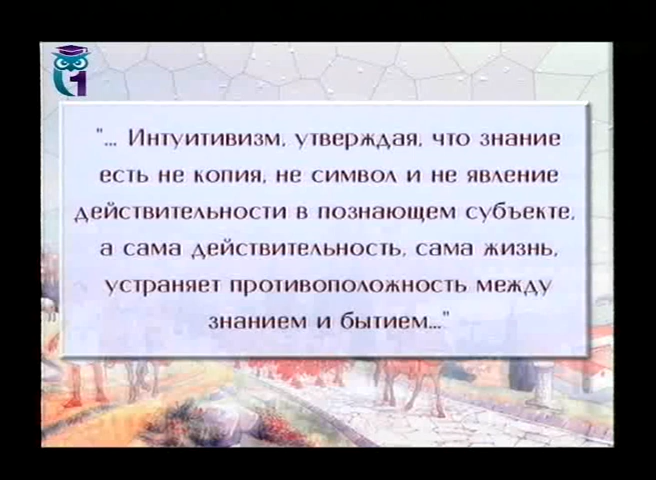 1
"... Интуитивизм, утверждая, что знание
есть не копия, не символ и не явление
действительности в познающем субъекте,
а сама действительность, сама жизнь,
устраняет противоположность между
знанием и бытием..."